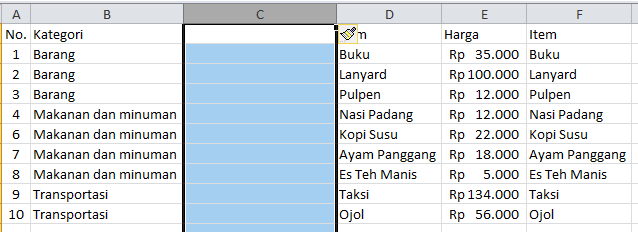 A B C D E F
No. Kategori m Harga Item
1 Barang Buku Rp 35.000 Buku
2 Barang Lanyard Rp 100.000 Lanyard
3 Barang Pulpen Rp 12.000 Pulpen
4 Makanan dan minuman Nasi Padang Rp 12.000 Nasi Padang
6 Makanan dan minuman Kopi Susu Rp 22.000 Kopi Susu
7 Makanan dan minuman Ayam Panggang Rp 18.000 Ayam Panggang
8 Makanan dan minuman Es Teh Manis Rp 5.000 Es Teh Manis
9 Transportasi Taksi Rp 134.000 Taksi
10 Transportasi Ojol Rp 56.000 Ojol